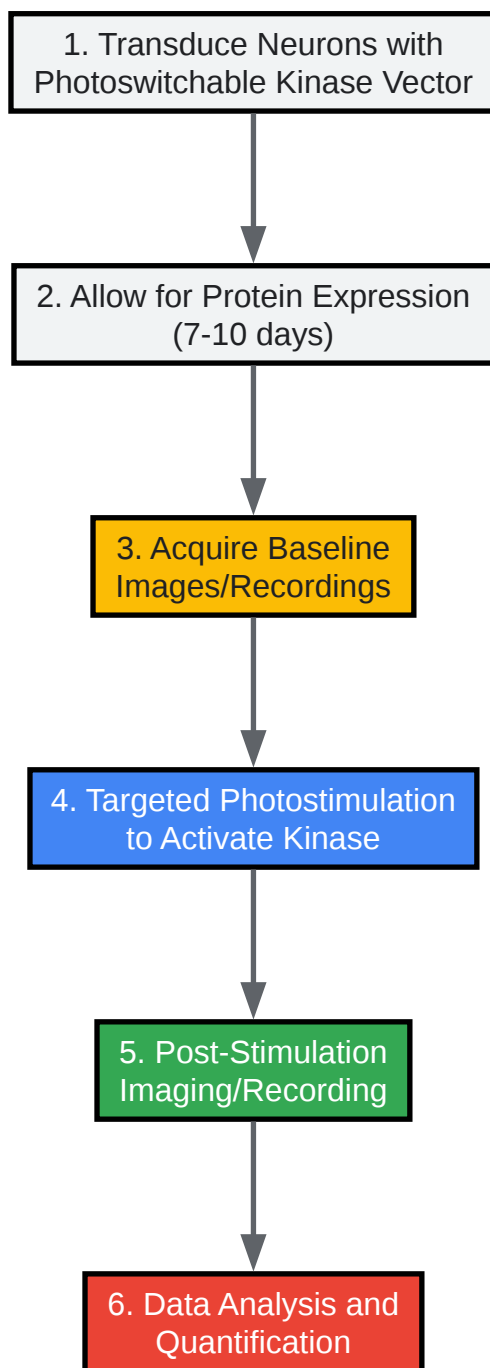 1. Transduce Neurons with
Photoswitchable Kinase Vector
2. Allow for Protein Expression
(7-10 days)
3. Acquire Baseline
Images/Recordings
4. Targeted Photostimulation
to Activate Kinase
5. Post-Stimulation
Imaging/Recording
6. Data Analysis and
Quantification